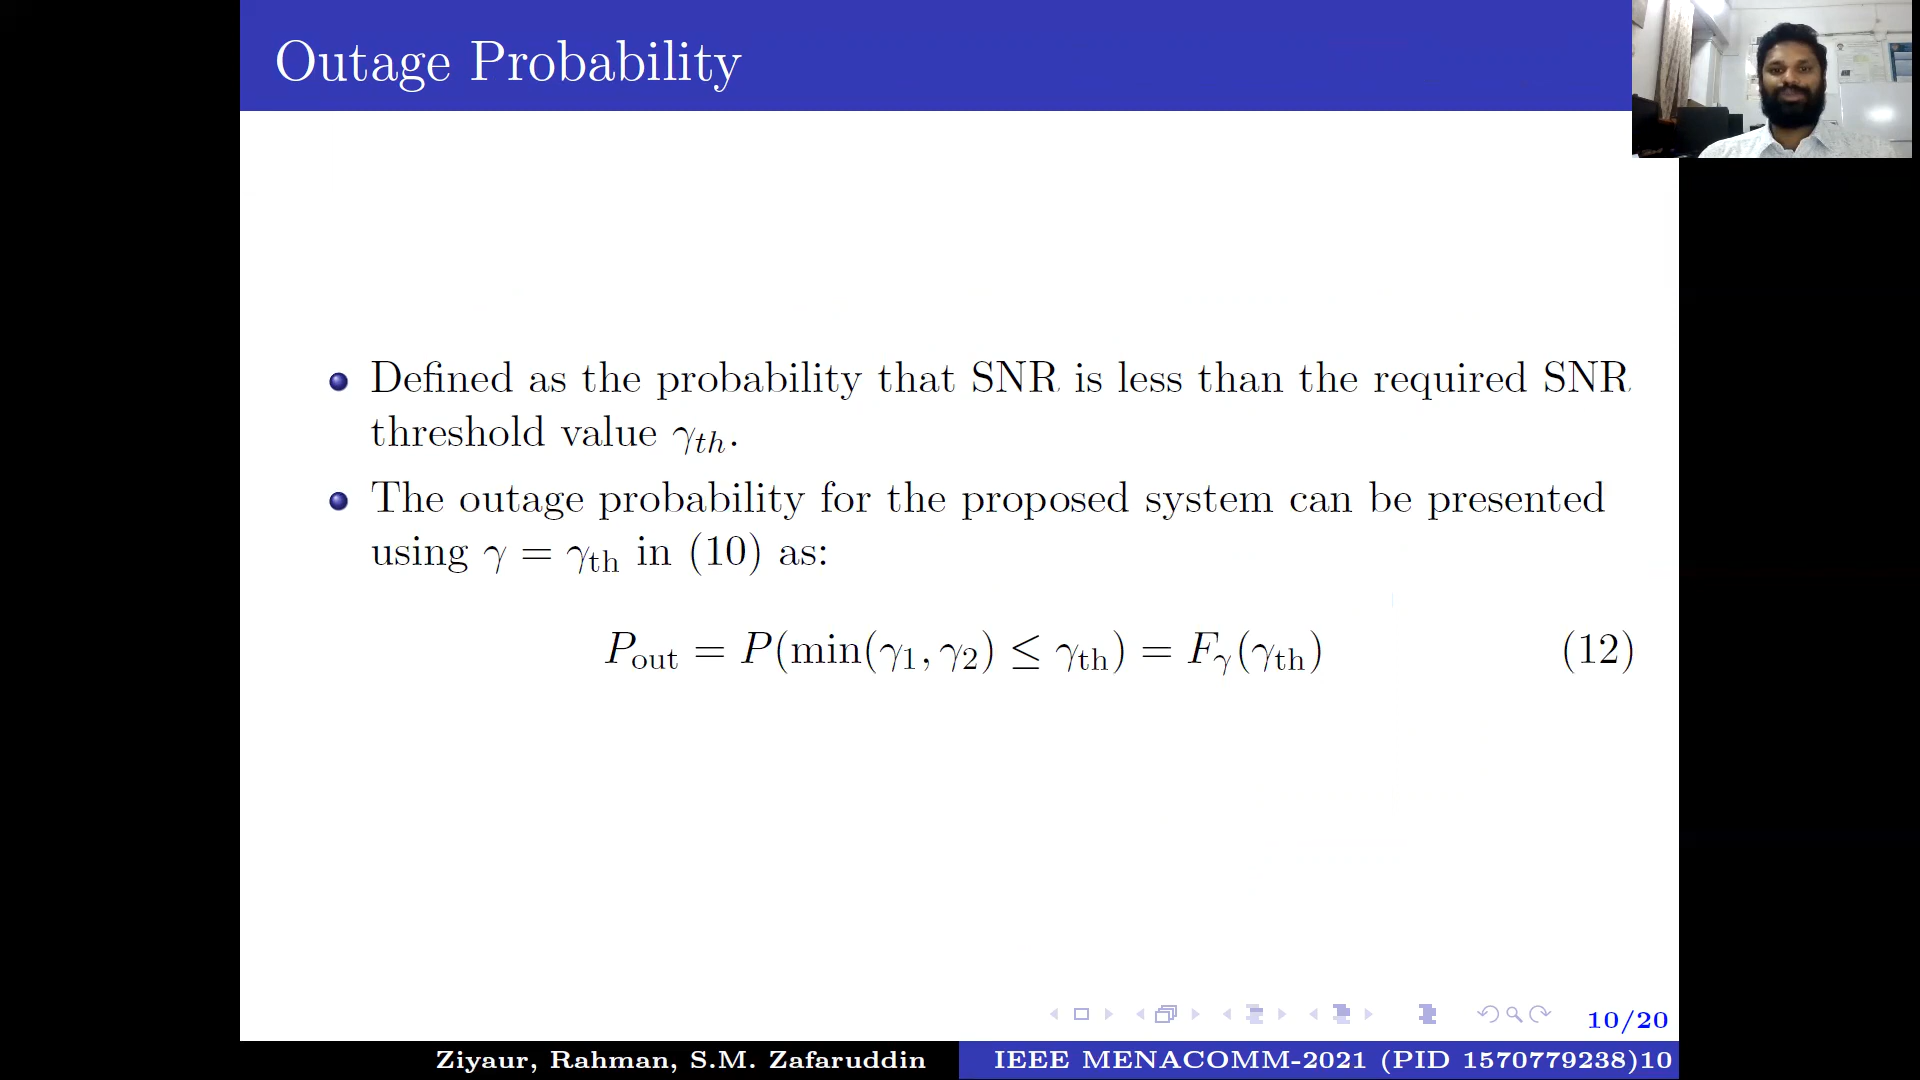 Outage Probability
Defined as the probability that SNR is less than the required SNR
threshold value γ_th.
The outage probability for the proposed system can be presented
using γ = γ_th in (10) as:
P_out = P(min(γ_1, γ_2) ≤ γ_th) = F_γ(γ_th) (12)
10/20
Ziyaur, Rahman, S.M. Zafaruddin IEEE MENACOMM-2021 (PID 1570779238)10